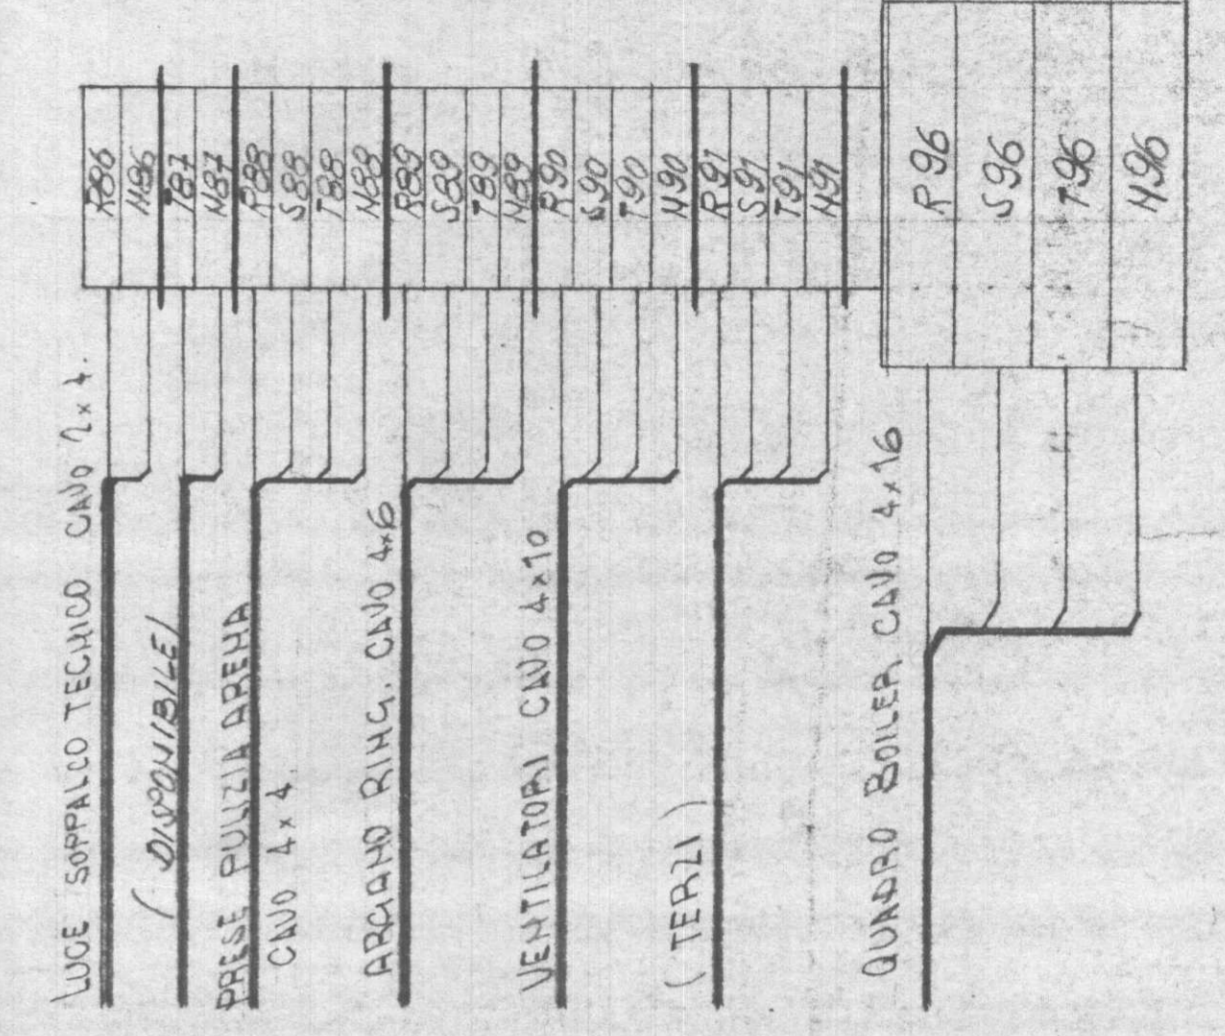 LUCE SOPPALCO TECNICO CAVO 2x4.
(DISPONIBILE)
PRESE PULIZIA ARENA
CAVO 4x4
ARGANO RING CAVO 4x6
VENTILATORI CAVO 4x10
(TERZI)
QUADRO BOILER CAVO 4x16
R86
N86
T87
N87
R88
S88
T88
N88
R89
S89
T89
N89
R90
S90
T90
N90
R91
S91
T91
N91
R96
S96
T96
N96